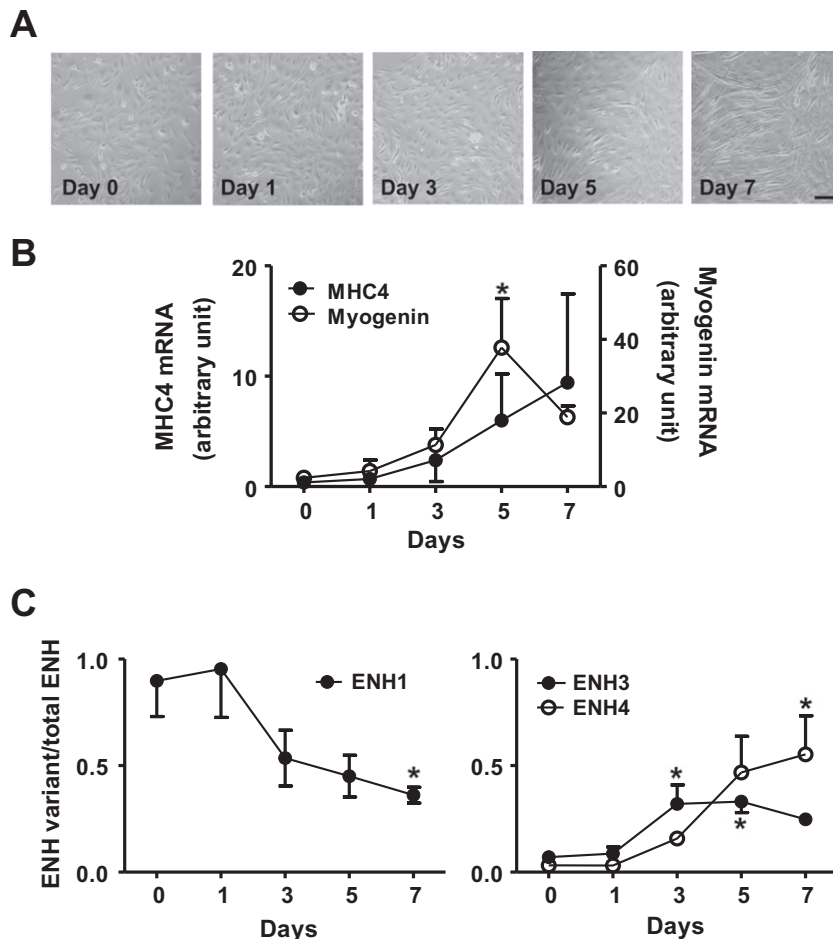 A
Day 0
Day 1
Day 3
Day 5
Day 7
B
MHC4 mRNA
(arbitrary unit)
20
10
0
MHC4
Myogenin
*
60
40
20
0
Myogenin mRNA
(arbitrary unit)
0 1 3 5 7
Days
C
ENH variant/total ENH
1.0
0.5
0.0
ENH1
*
0 1 3 5 7
Days
1.0
0.5
0.0
ENH3
ENH4
*
*
*
0 1 3 5 7
Days